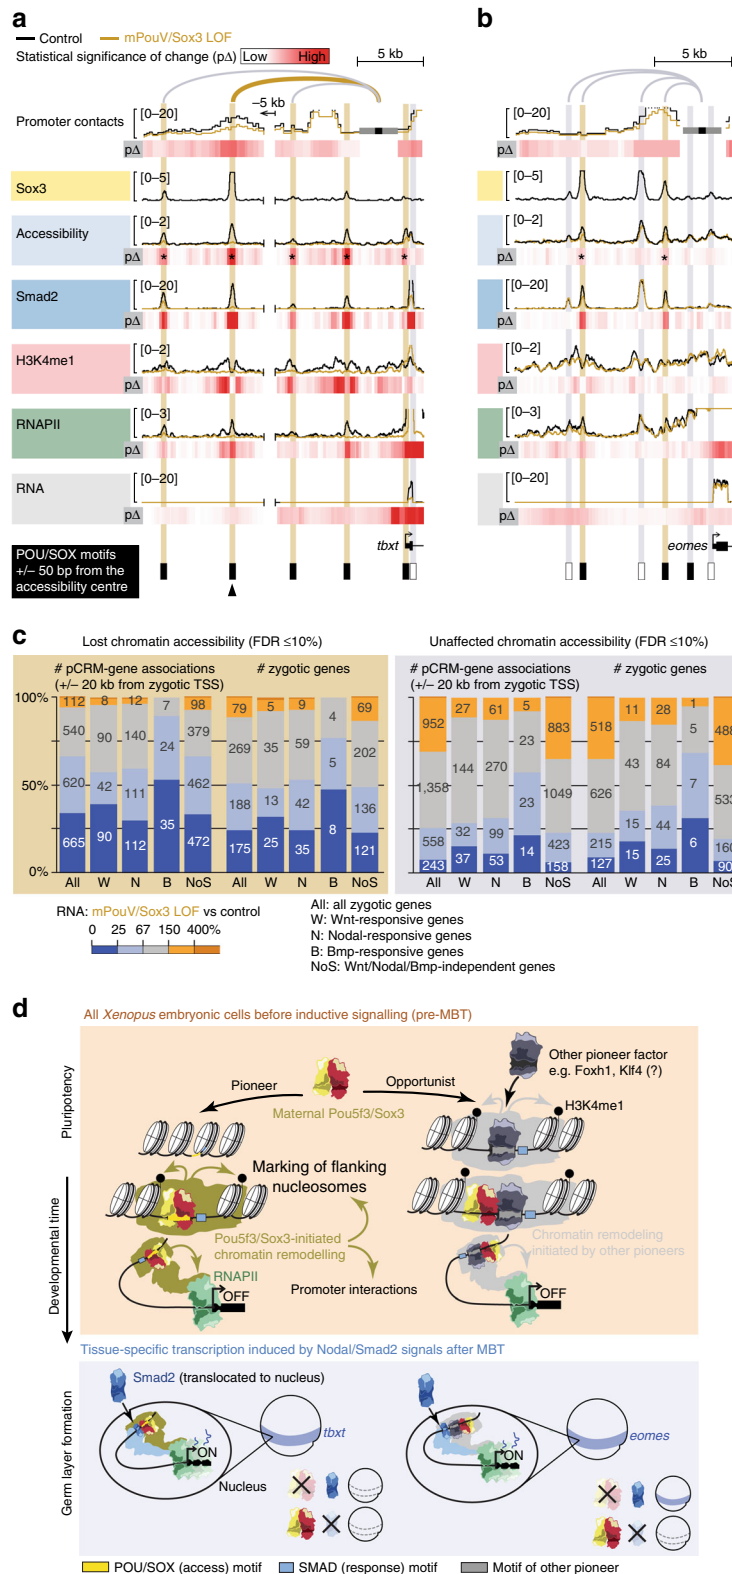 a
b
Control
mPouV/Sox3 LOF
Statistical significance of change (pΔ)
Low
High
5 kb
5 kb
–5 kb
Promoter contacts
[0–20]
[0–20]
pΔ
pΔ
Sox3
[0–5]
[0–5]
Accessibility
[0–2]
[0–2]
pΔ
* * * * *
pΔ
* *
Smad2
[0–20]
[0–20]
pΔ
pΔ
H3K4me1
[0–2]
[0–2]
pΔ
pΔ
RNAPII
[0–3]
[0–3]
pΔ
pΔ
RNA
[0–20]
[0–20]
pΔ
pΔ
tbxt
eomes
POU/SOX motifs
+/– 50 bp from the
accessibility centre
c
Lost chromatin accessibility (FDR ≤10%)
Unaffected chromatin accessibility (FDR ≤10%)
# pCRM-gene associations
(+/– 20 kb from zygotic TSS)
# zygotic genes
# pCRM-gene associations
(+/– 20 kb from zygotic TSS)
# zygotic genes
100%
50%
0%
112 8 12 7 98 79 5 9 4 69
540 90 140 24 379 269 35 59 5 202
620 42 111 35 462 188 13 42 8 136
665 90 112 472 175 25 35 121
952 27 61 5 883 518 11 28 1 488
1,358 144 270 23 1049 626 43 84 5 533
558 32 99 23 423 215 15 44 7 160
243 37 53 14 158 127 15 25 6 90
All W N B NoS All W N B NoS
All W N B NoS All W N B NoS
RNA: mPouV/Sox3 LOF vs control
0 25 67 150 400%
All: all zygotic genes
W: Wnt-responsive genes
N: Nodal-responsive genes
B: Bmp-responsive genes
NoS: Wnt/Nodal/Bmp-independent genes
d
All Xenopus embryonic cells before inductive signalling (pre-MBT)
Pluripotency
Developmental time
Germ layer formation
Pioneer
Opportunist
Maternal Pou5f3/Sox3
Other pioneer factor
e.g. Foxh1, Klf4 (?)
H3K4me1
Marking of flanking
nucleosomes
Pou5f3/Sox3-initiated
chromatin remodelling
RNAPII
OFF
Promoter interactions
Chromatin remodeling
initiated by other pioneers
OFF
Tissue-specific transcription induced by Nodal/Smad2 signals after MBT
Smad2 (translocated to nucleus)
ON
Nucleus
tbxt
ON
eomes
POU/SOX (access) motif
SMAD (response) motif
Motif of other pioneer